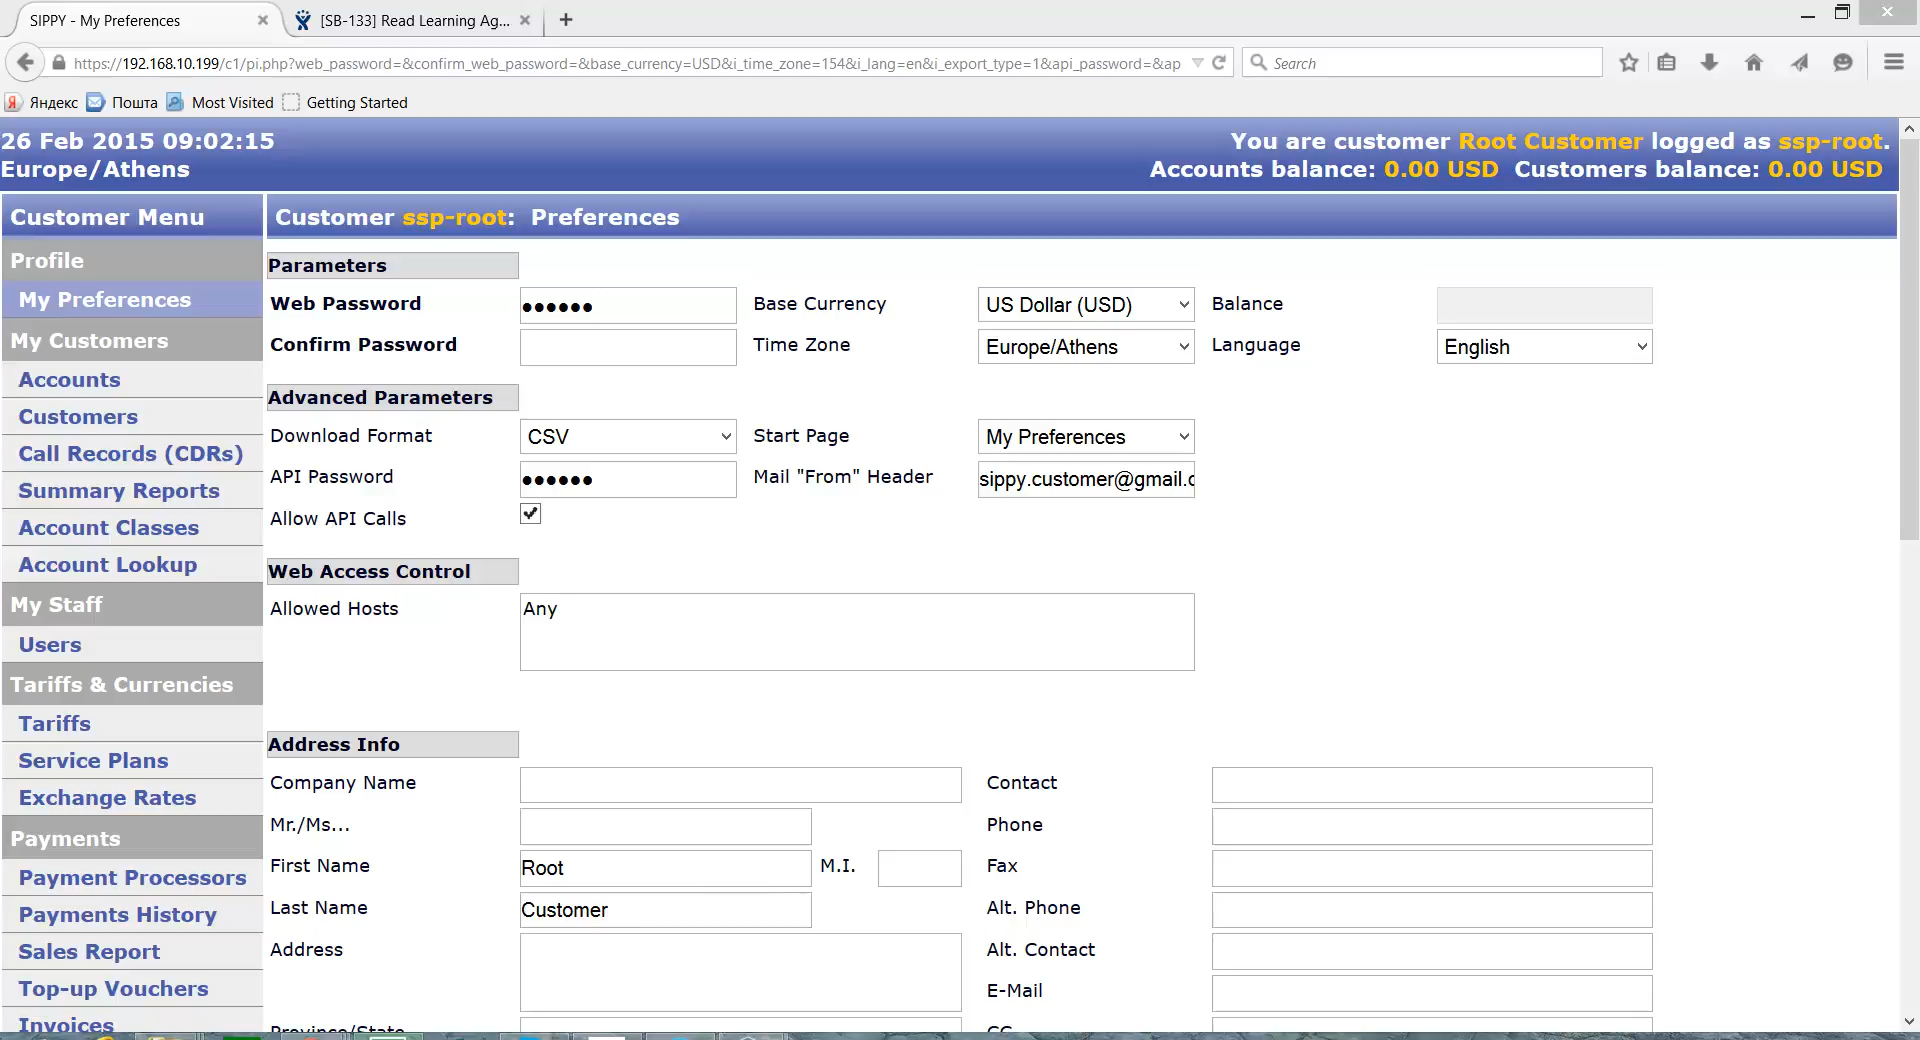 SIPPY - My Preferences
[SB-133] Read Learning Ag...
https://192.168.10.199/c1/pi.php?web_password=&confirm_web_password=&base_currency=USD&i_time_zone=154&i_lang=en&i_export_type=1&api_password=&ap
Search
Яндекс Пошта Most Visited Getting Started
26 Feb 2015 09:02:15
Europe/Athens
You are customer Root Customer logged as ssp-root.
Accounts balance: 0.00 USD Customers balance: 0.00 USD
Customer Menu
Profile
My Preferences
My Customers
Accounts
Customers
Call Records (CDRs)
Summary Reports
Account Classes
Account Lookup
My Staff
Users
Tariffs & Currencies
Tariffs
Service Plans
Exchange Rates
Payments
Payment Processors
Payments History
Sales Report
Top-up Vouchers
Invoices
Customer ssp-root: Preferences
Parameters
Web Password Base Currency US Dollar (USD) Balance
Confirm Password Time Zone Europe/Athens Language English
Advanced Parameters
Download Format CSV Start Page My Preferences
API Password Mail "From" Header sippy.customer@gmail.c
Allow API Calls
Web Access Control
Allowed Hosts Any
Address Info
Company Name Contact
Mr./Ms... Phone
First Name Root M.I. Fax
Last Name Customer Alt. Phone
Address Alt. Contact
E-Mail
Province/State CC